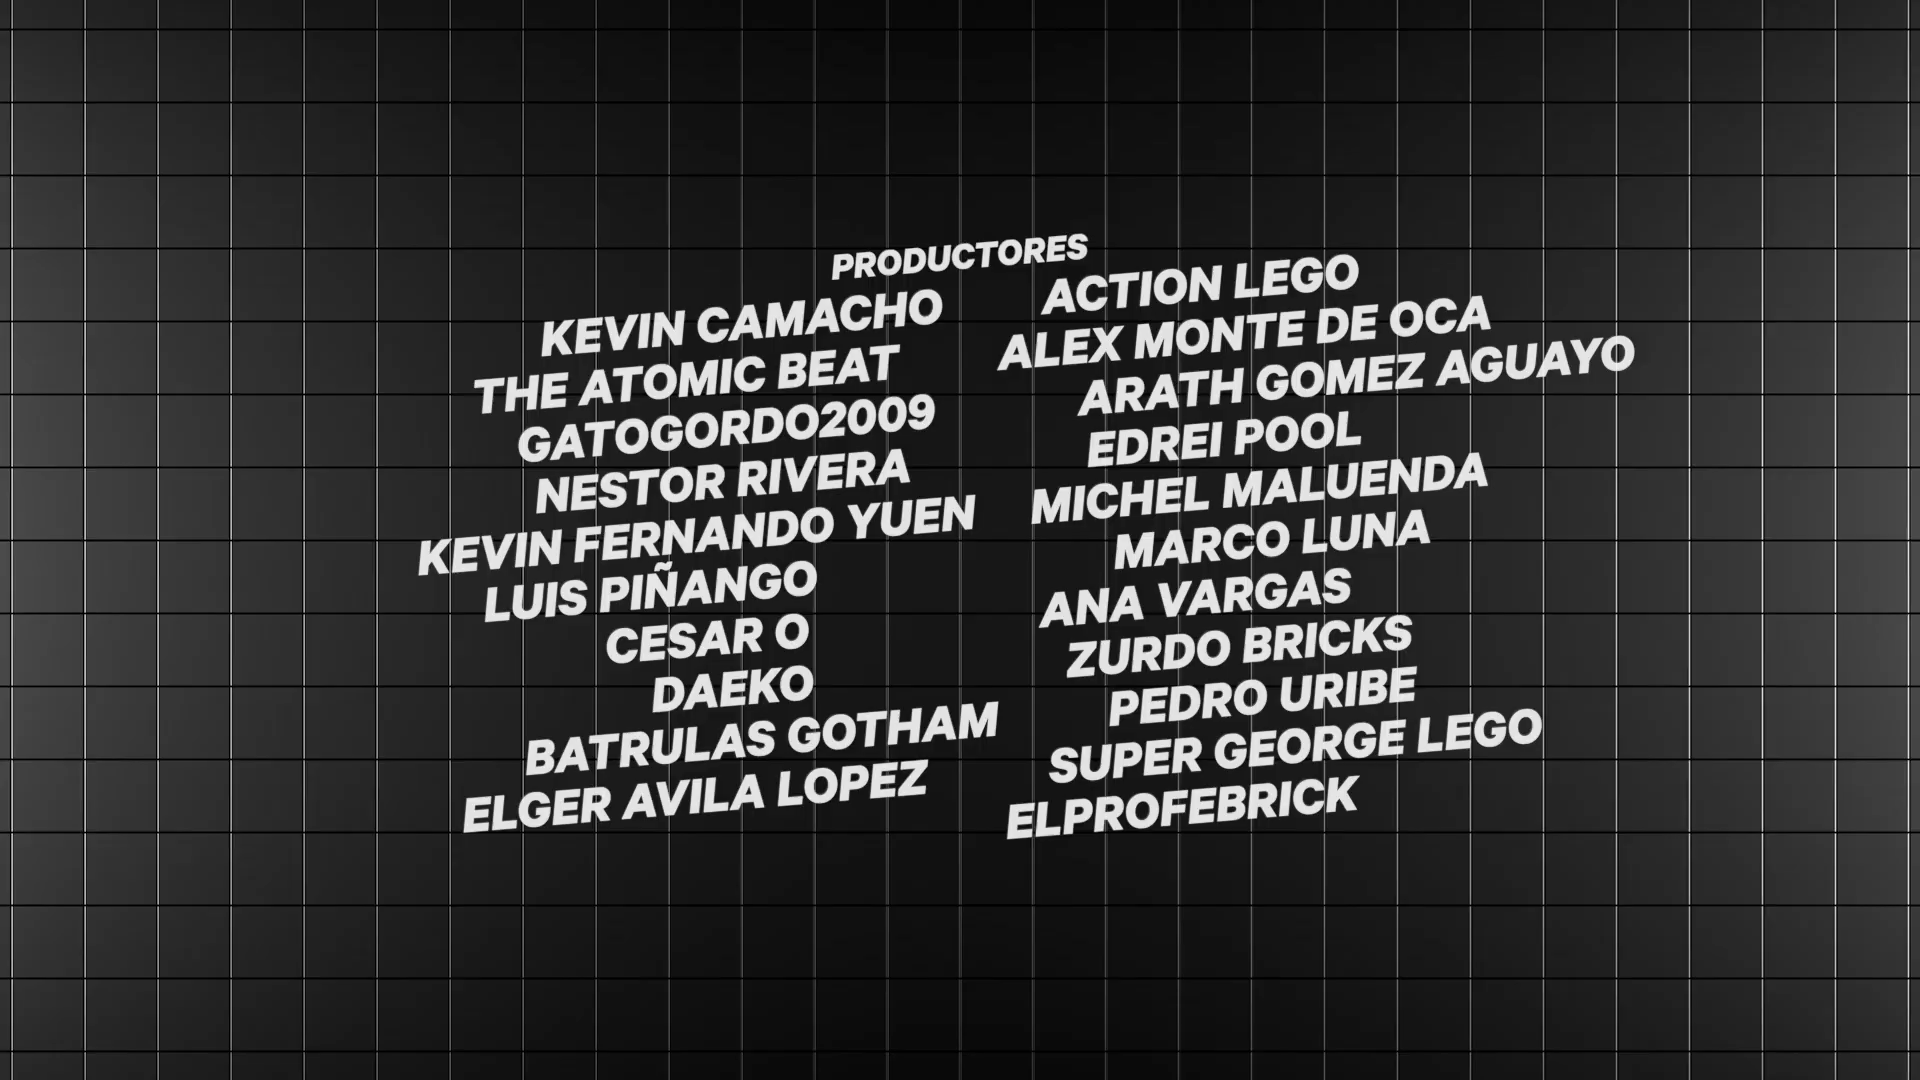 PRODUCTORES
KEVIN CAMACHO
THE ATOMIC BEAT
GATOGORDO2009
NESTOR RIVERA
KEVIN FERNANDO YUEN
LUIS PIÑANGO
CESAR O
DAEKO
BATRULAS GOTHAM
ELGER AVILA LOPEZ
ACTION LEGO
ALEX MONTE DE OCA
ARATH GOMEZ AGUAYO
EDREI POOL
MICHEL MALUENDA
MARCO LUNA
ANA VARGAS
ZURDO BRICKS
PEDRO URIBE
SUPER GEORGE LEGO
ELPROFEBRICK